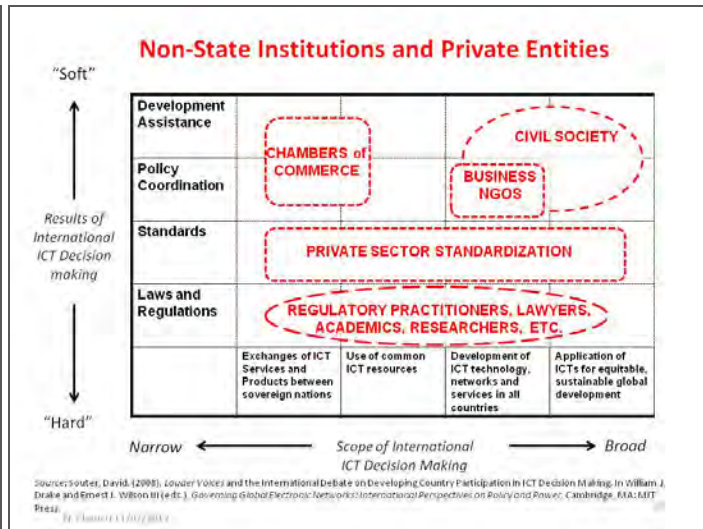 Non-State Institutions and Private Entities
"Soft"
Development
Assistance
CHAMBERS of
COMMERCE
CIVIL SOCIETY
Policy
Coordination
BUSINESS
NGOS
Results of
International
ICT Decision
making
Standards
PRIVATE SECTOR STANDARDIZATION
Laws and
Regulations
REGULATORY PRACTITIONERS, LAWYERS,
ACADEMICS, RESEARCHERS, ETC.
Exchanges of ICT
Services and
Products between
sovereign nations
Use of common
ICT resources
Development of
ICT technology,
networks and
services in all
countries
Application of
ICTs for equitable,
sustainable global
development
"Hard"
Narrow
Scope of International
ICT Decision Making
Broad
Source: Souter, David. (2008). Louder Voices and the International Debate on Developing Country Participation in ICT Decision Making. In William J.
Drake and Ernest J. Wilson III (eds.). Governing Global Electronic Networks: International Perspectives on Policy and Power. Cambridge, MA: MIT
Press.